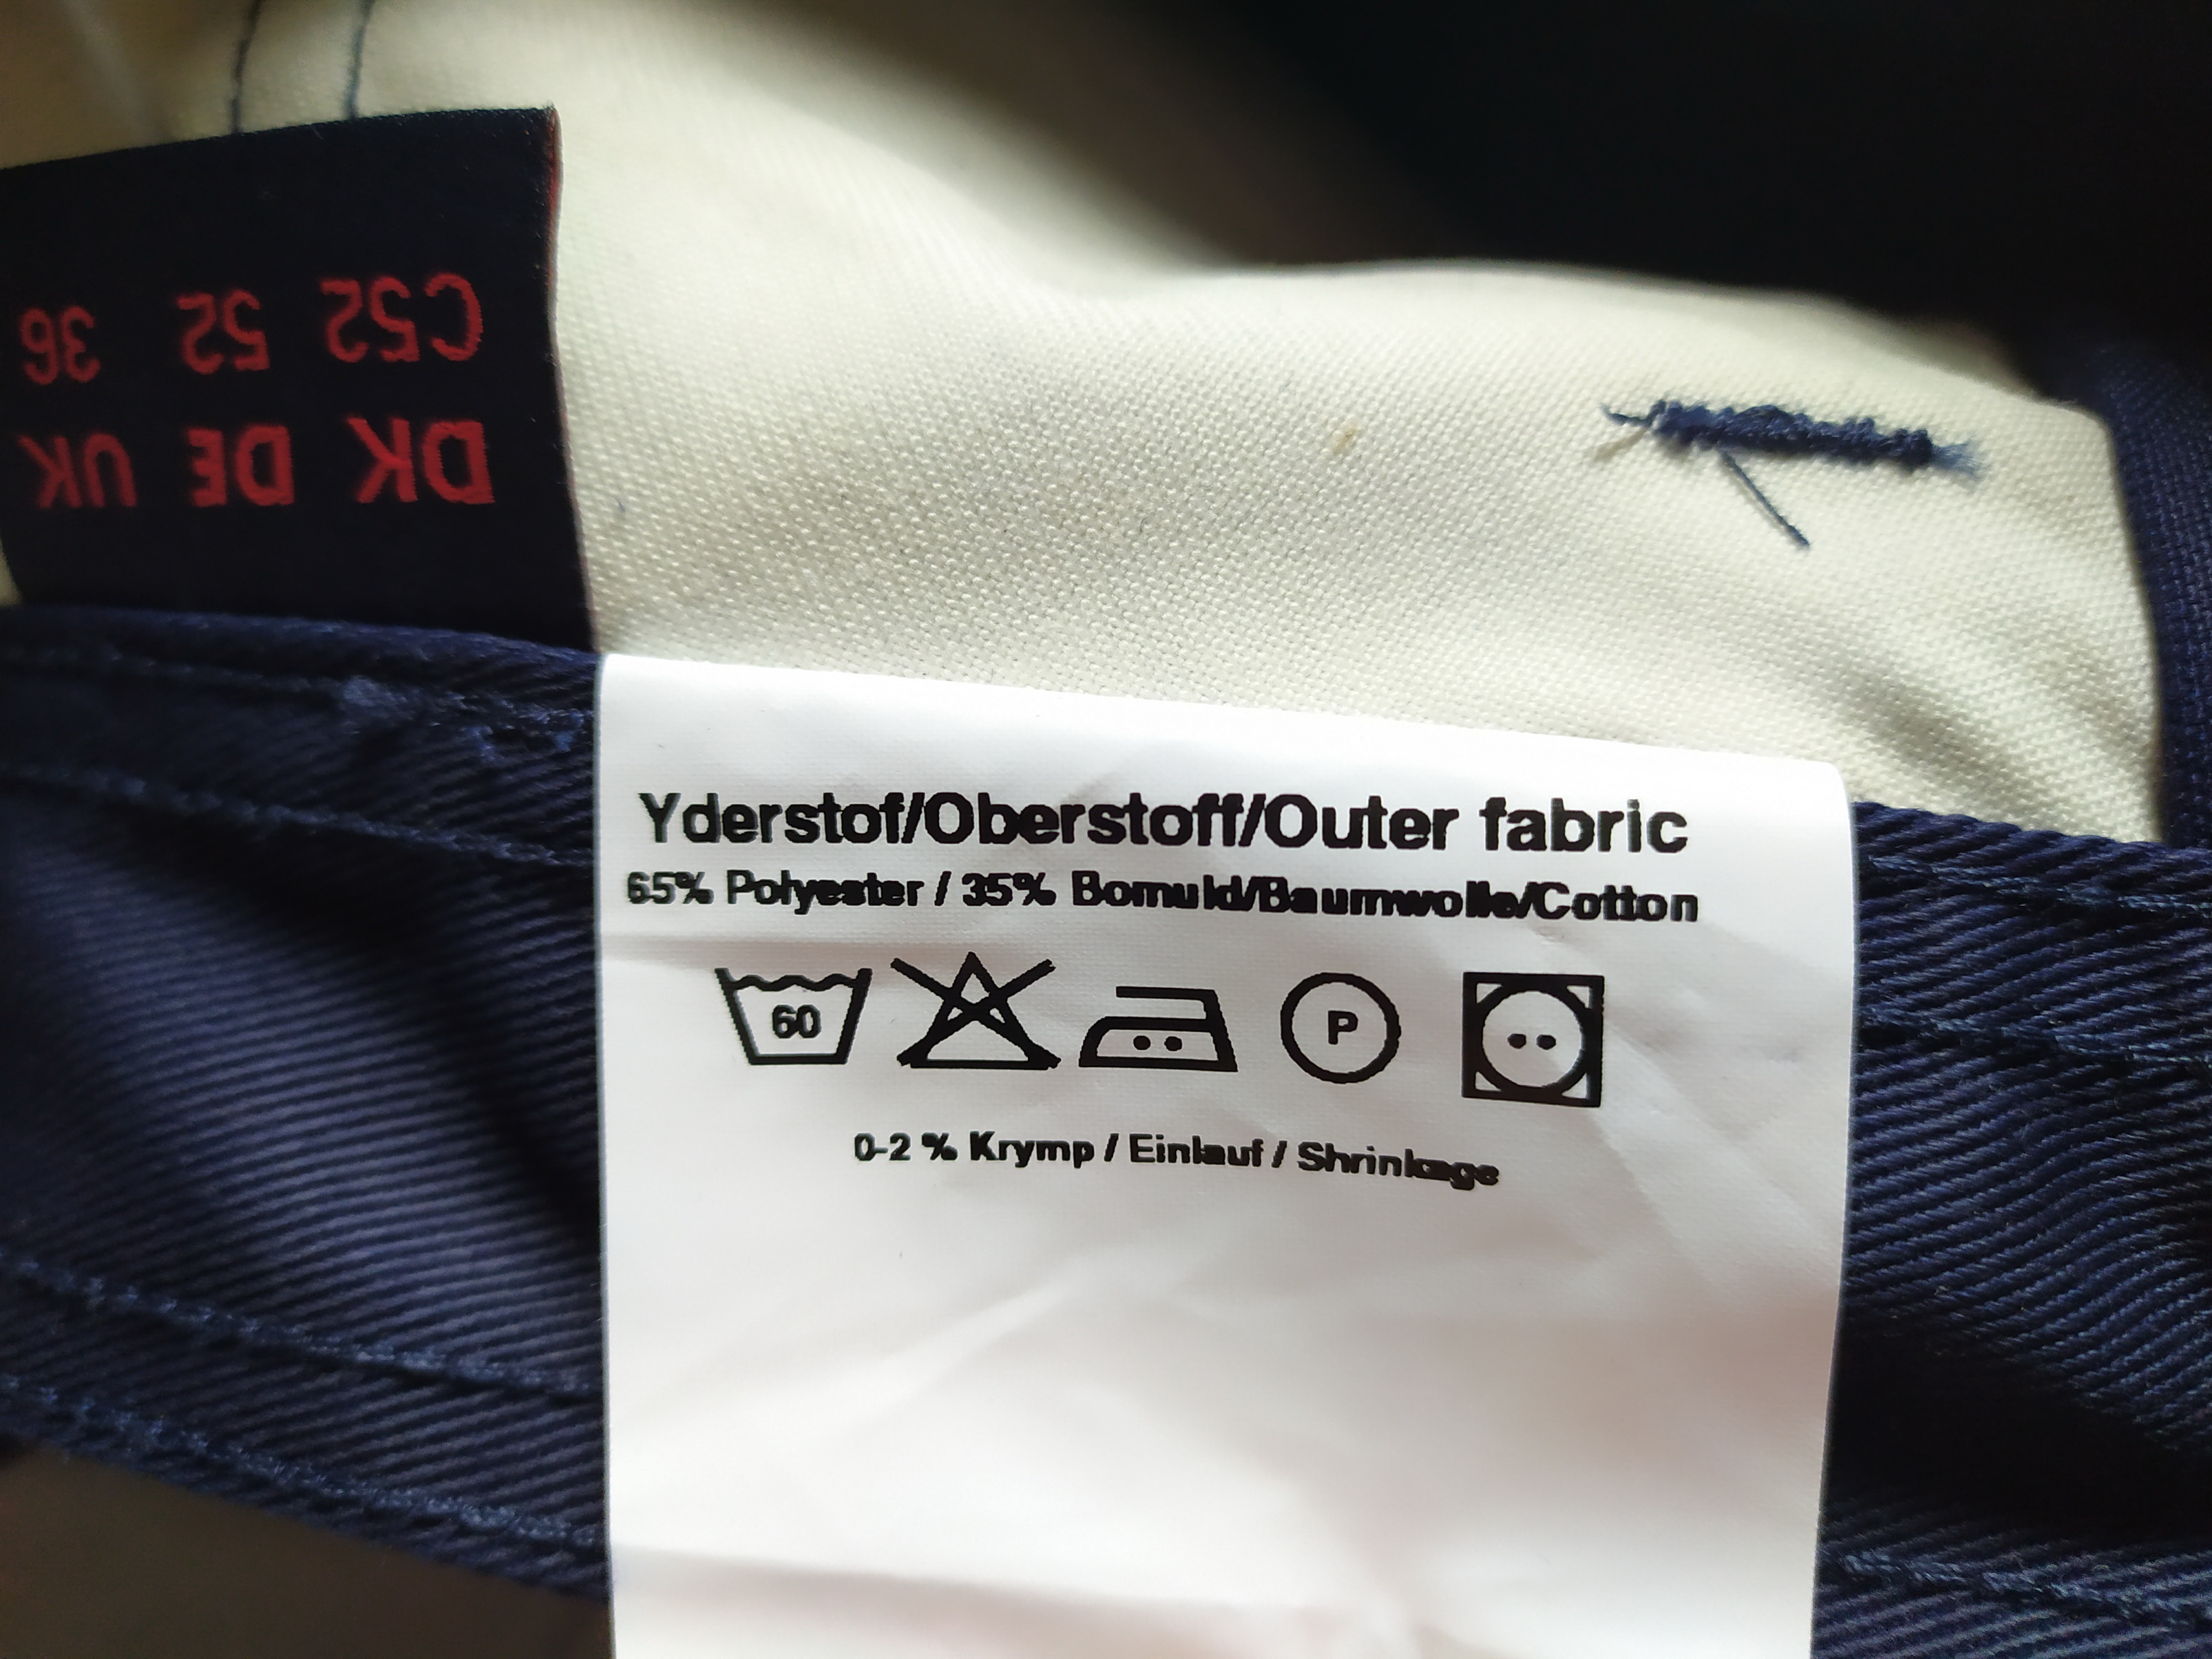 DK DE UK
C52 52 36
Yderstof/Oberstoff/Outer fabric
65% Polyester / 35% Bomuld/Baumwolle/Cotton
60
P
0-2 % Krymp / Einlauf / Shrinkage